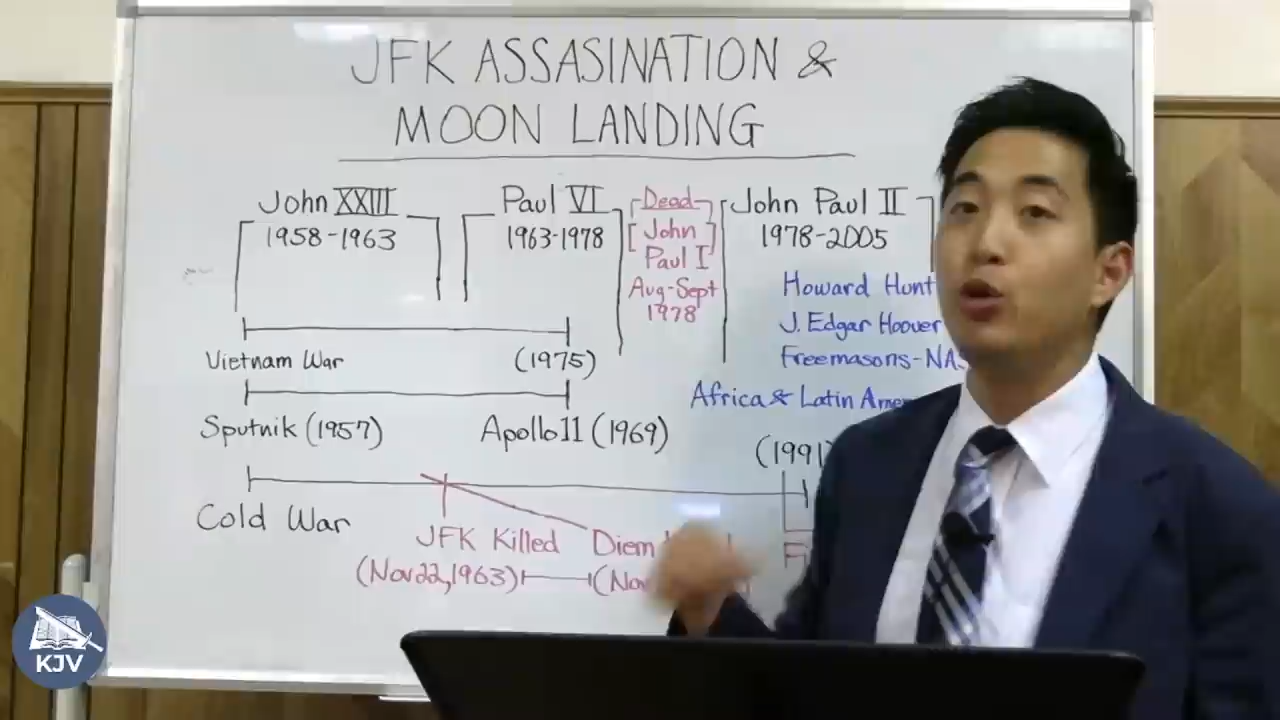 JFK ASSASINATION &
MOON LANDING
John XXIII
1958-1963
Paul VI
1963-1978
Dead
John
Paul I
Aug-Sept
1978
John Paul II
1978-2005
Howard Hunt
J. Edgar Hoover
Freemasons-
Africa & Latin
Vietnam War
(1975)
Sputnik (1957)
Apollo 11 (1969)
(1991)
Cold War
JFK Killed
(Nov 22, 1963)
Diem
KJV